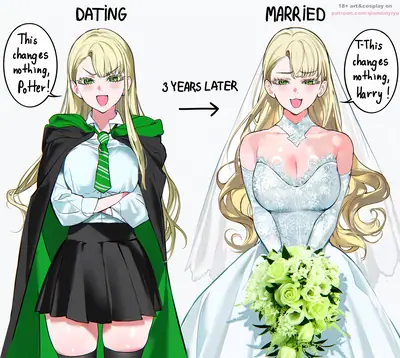 DATING
MARRIED
18+ art&cosplay on
This
changes
nothing,
Potter!
3 YEARS LATER
T-This
changes
nothing,
Harry!